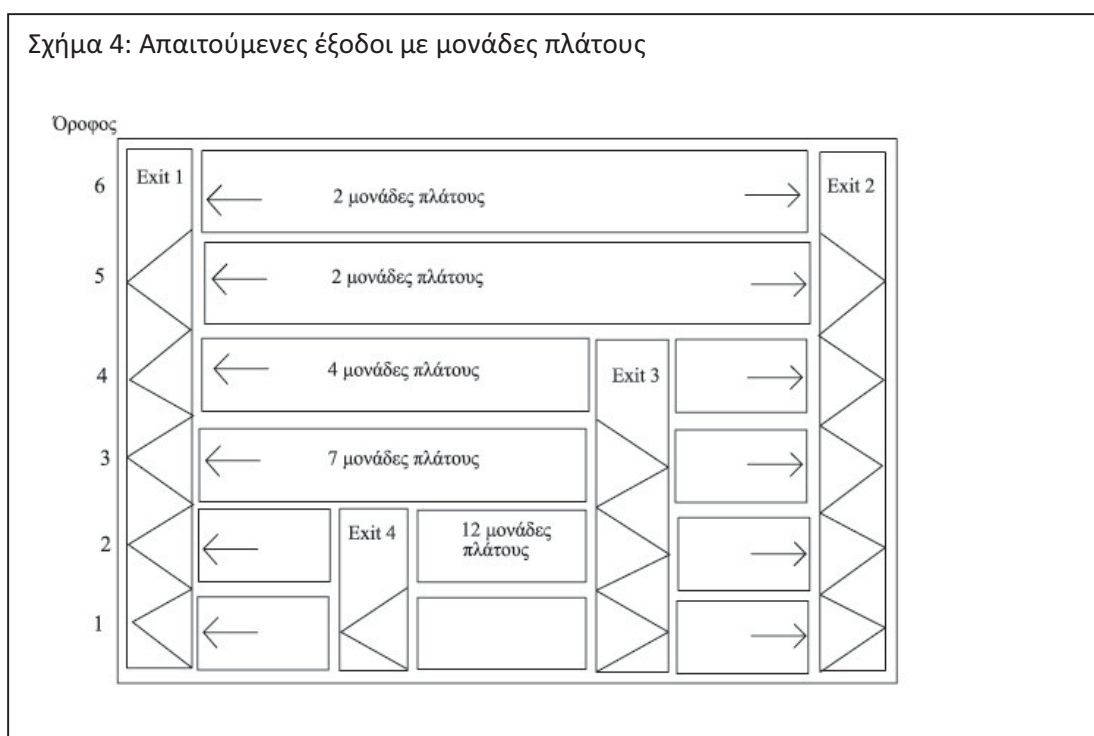 Σχήμα 4: Απαιτούμενες έξοδοι με μονάδες πλάτους
Όροφος
6
Exit 1
2 μονάδες πλάτους
Exit 2
5
2 μονάδες πλάτους
4
4 μονάδες πλάτους
Exit 3
3
7 μονάδες πλάτους
2
Exit 4
12 μονάδες
πλάτους
1